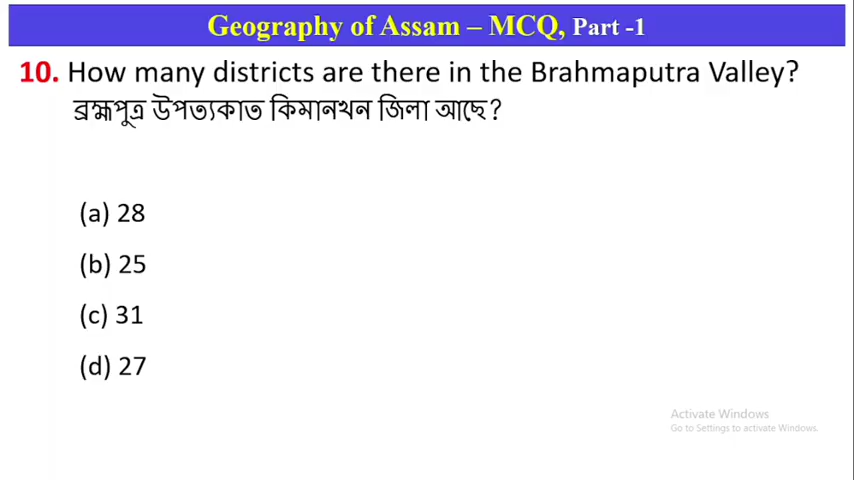 Geography of Assam – MCQ, Part -1
10. How many districts are there in the Brahmaputra Valley?
ব্ৰহ্মপুত্ৰ উপত্যকাত কিমানখন জিলা আছে?
(a) 28
(b) 25
(c) 31
(d) 27
Activate Windows
Go to Settings to activate Windows.